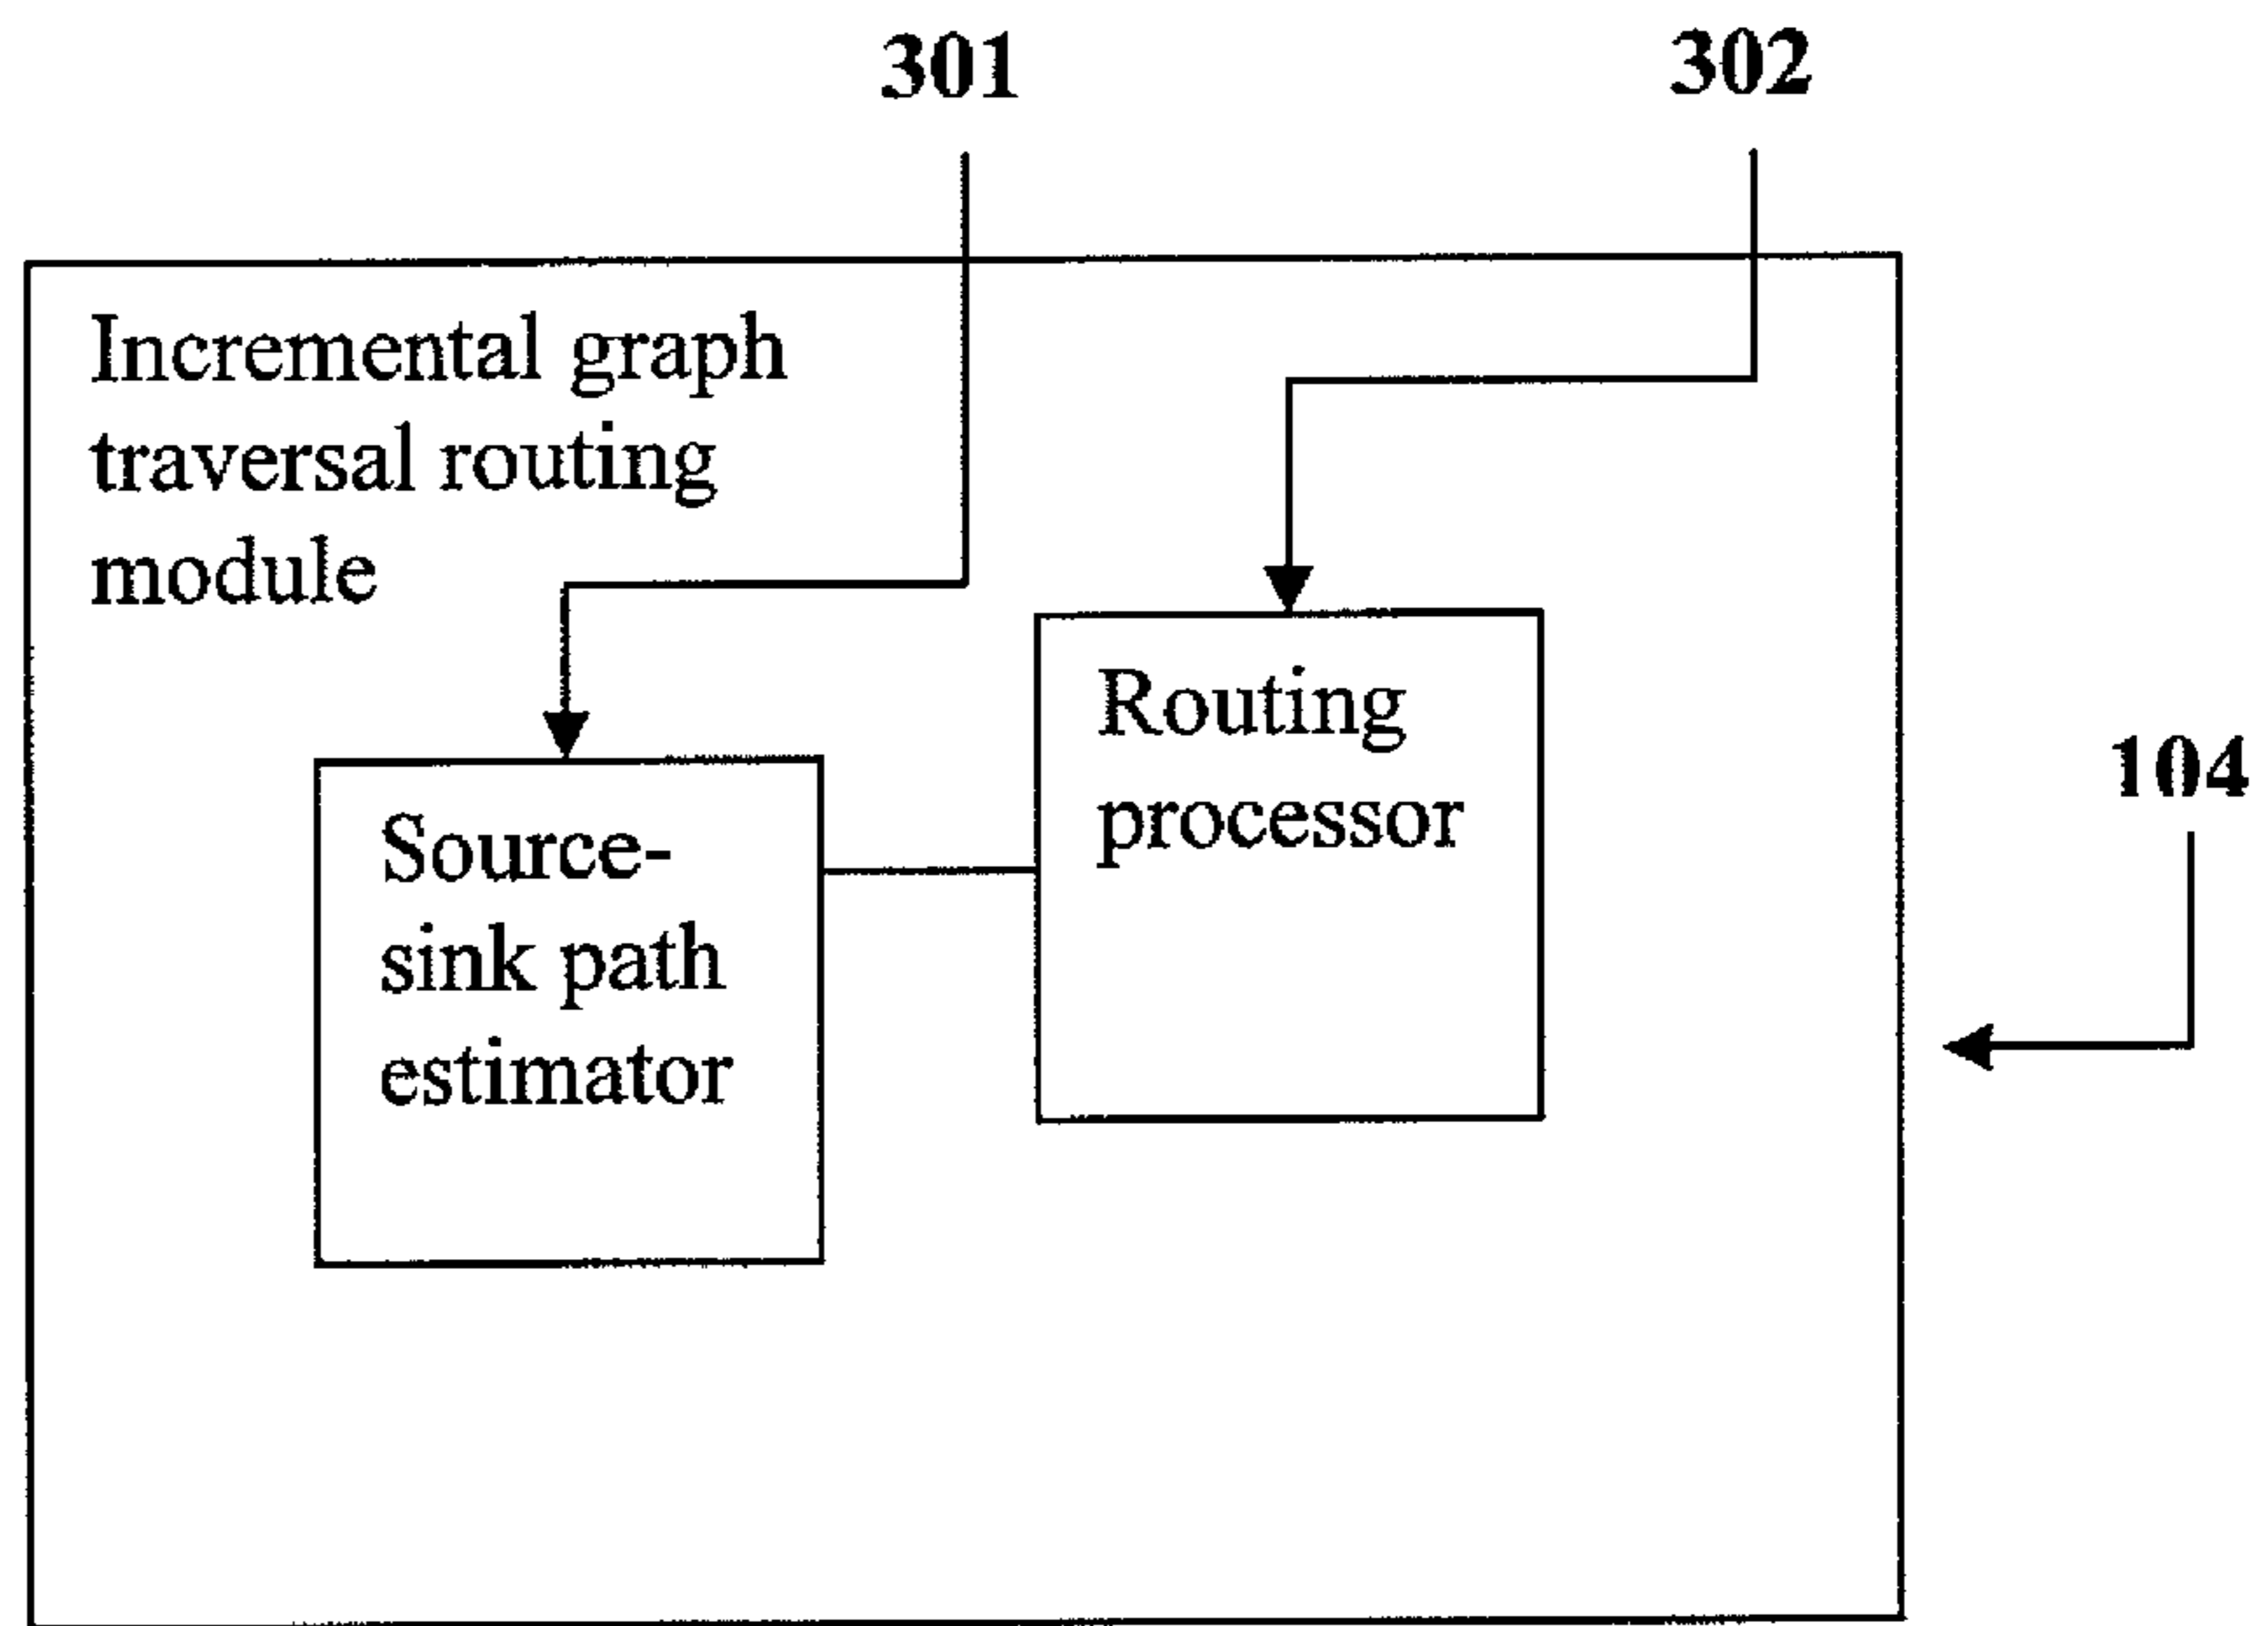 301
302
Incremental graph
traversal routing
module
Routing
processor
Source-
sink path
estimator
104